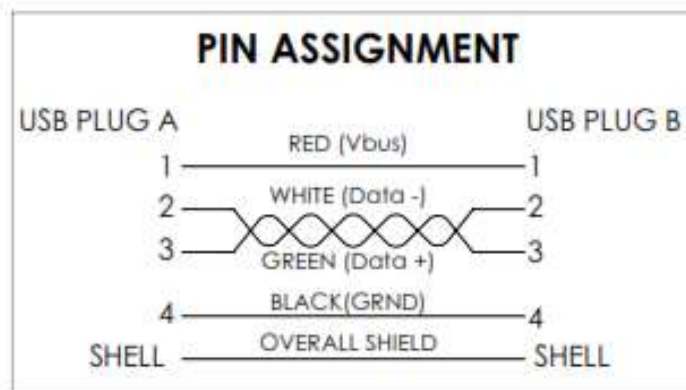 PIN ASSIGNMENT
USB PLUG A USB PLUG B
1 RED (Vbus) 1
2 WHITE (Data -) 2
3 GREEN (Data +) 3
4 BLACK(GRND) 4
SHELL OVERALL SHIELD SHELL